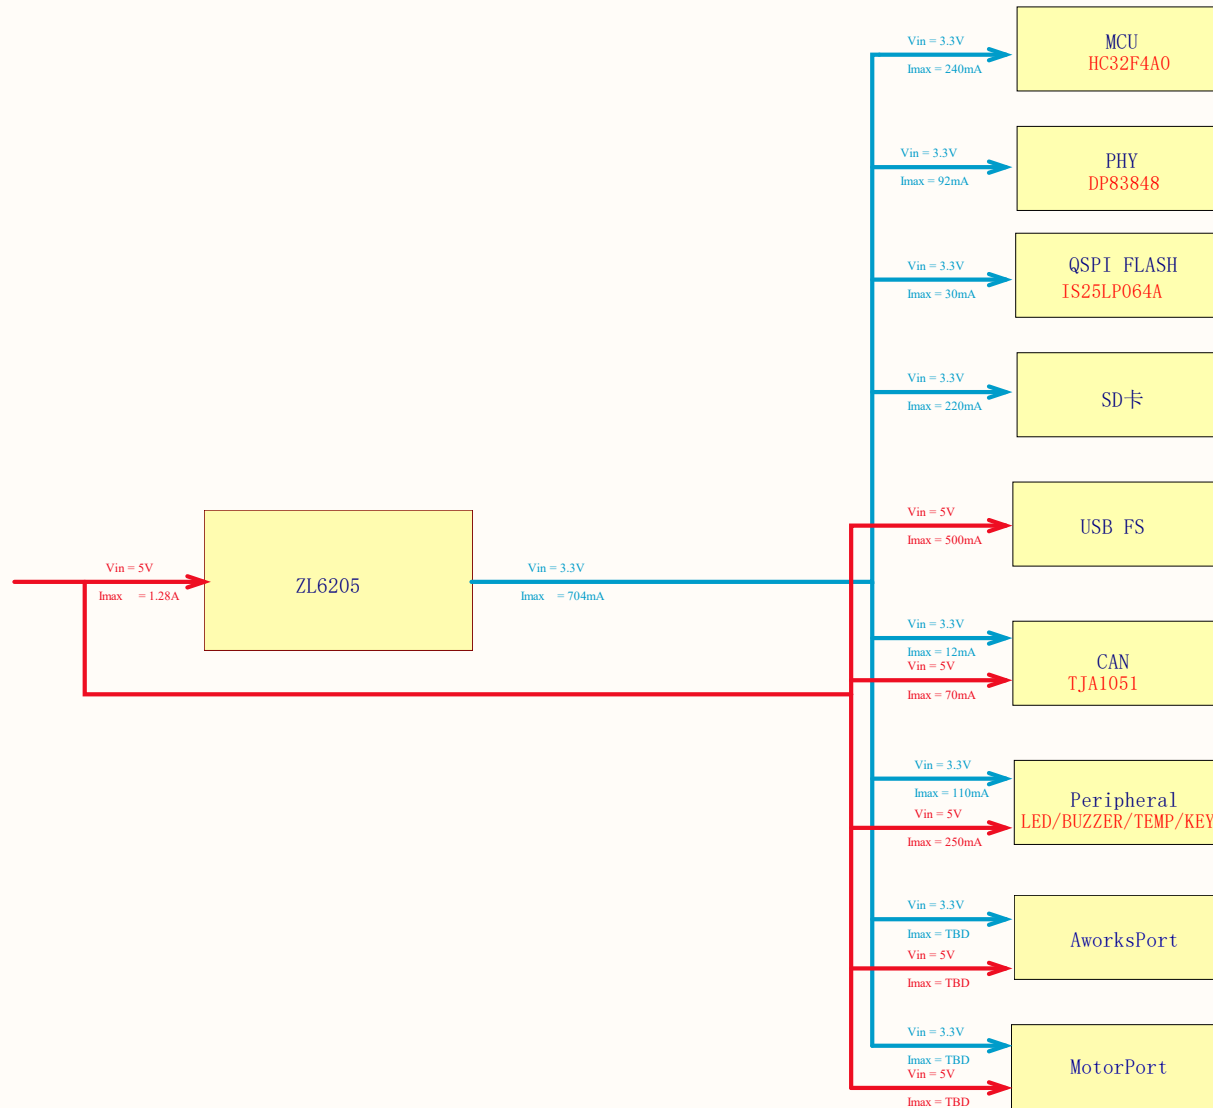 Vin = 3.3V
Imax = 240mA
MCU
HC32F4A0
Vin = 3.3V
Imax = 92mA
PHY
DP83848
Vin = 3.3V
Imax = 30mA
QSPI FLASH
IS25LP064A
Vin = 3.3V
Imax = 220mA
SD卡
Vin = 5V
Imax = 500mA
USB FS
Vin = 5V
Imax = 1.28A
ZL6205
Vin = 3.3V
Imax = 704mA
Vin = 3.3V
Imax = 12mA
Vin = 5V
Imax = 70mA
CAN
TJA1051
Vin = 3.3V
Imax = 110mA
Vin = 5V
Imax = 250mA
Peripheral
LED/BUZZER/TEMP/KEY
Vin = 3.3V
Imax = TBD
Vin = 5V
Imax = TBD
AworksPort
Vin = 3.3V
Imax = TBD
Vin = 5V
Imax = TBD
MotorPort